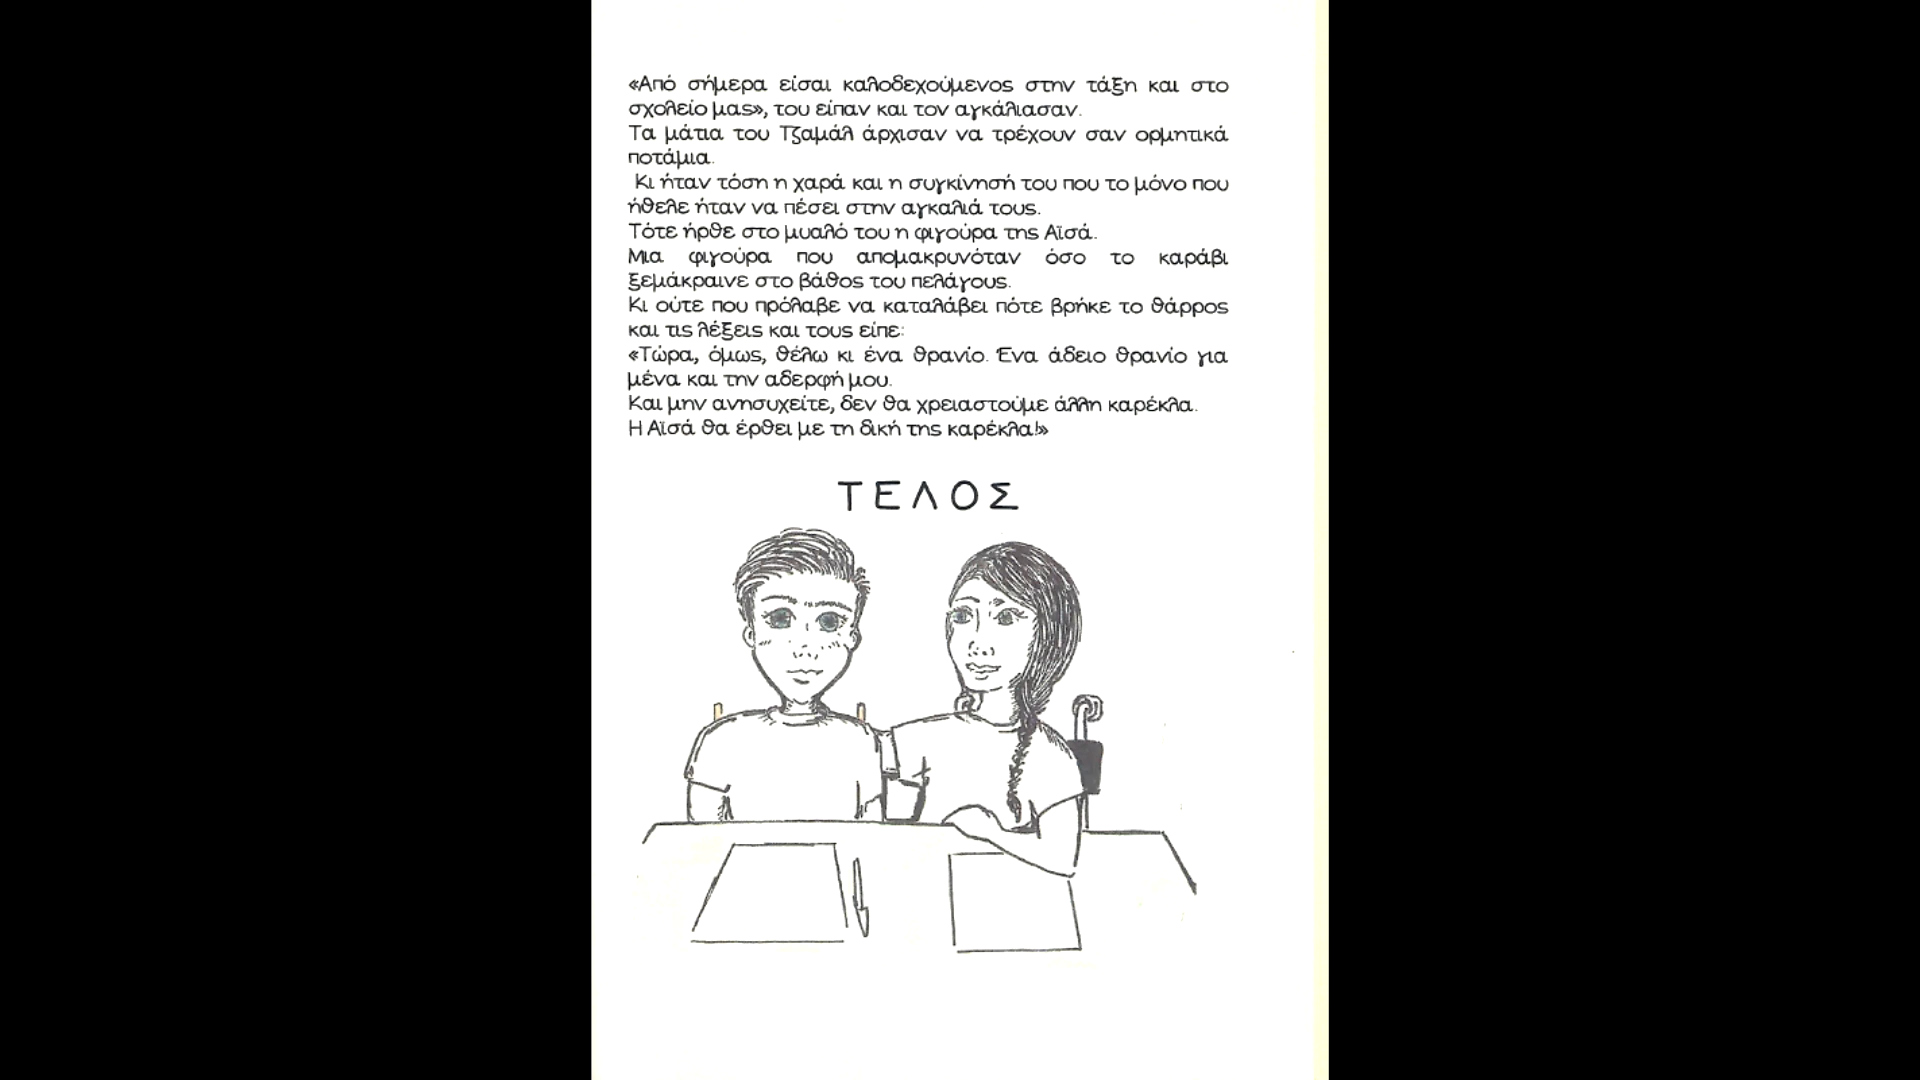 «Από σήμερα είσαι καλοδεχούμενος στην τάξη και στο
σχολείο μας», του είπαν και τον αγκάλιασαν.
Τα μάτια του Τζαμάλ άρχισαν να τρέχουν σαν ορμητικά
ποτάμια.
Κι ήταν τόση η χαρά και η συγκίνησή του που το μόνο που
ήθελε ήταν να πέσει στην αγκαλιά τους.
Τότε ήρθε στο μυαλό του η φιγούρα της Αϊσά.
Μια φιγούρα που απομακρυνόταν όσο το καράβι
ξεμάκραινε στο βάθος του πελάγους.
Κι ούτε που πρόλαβε να καταλάβει πότε βρήκε το θάρρος
και τις λέξεις και τους είπε:
«Τώρα, όμως, θέλω κι ένα θρανίο. Ένα άδειο θρανίο για
μένα και την αδερφή μου.
Και μην ανησυχείτε, δεν θα χρειαστούμε άλλη καρέκλα.
Η Αϊσά θα έρθει με τη δική της καρέκλα!»
ΤΕΛΟΣ